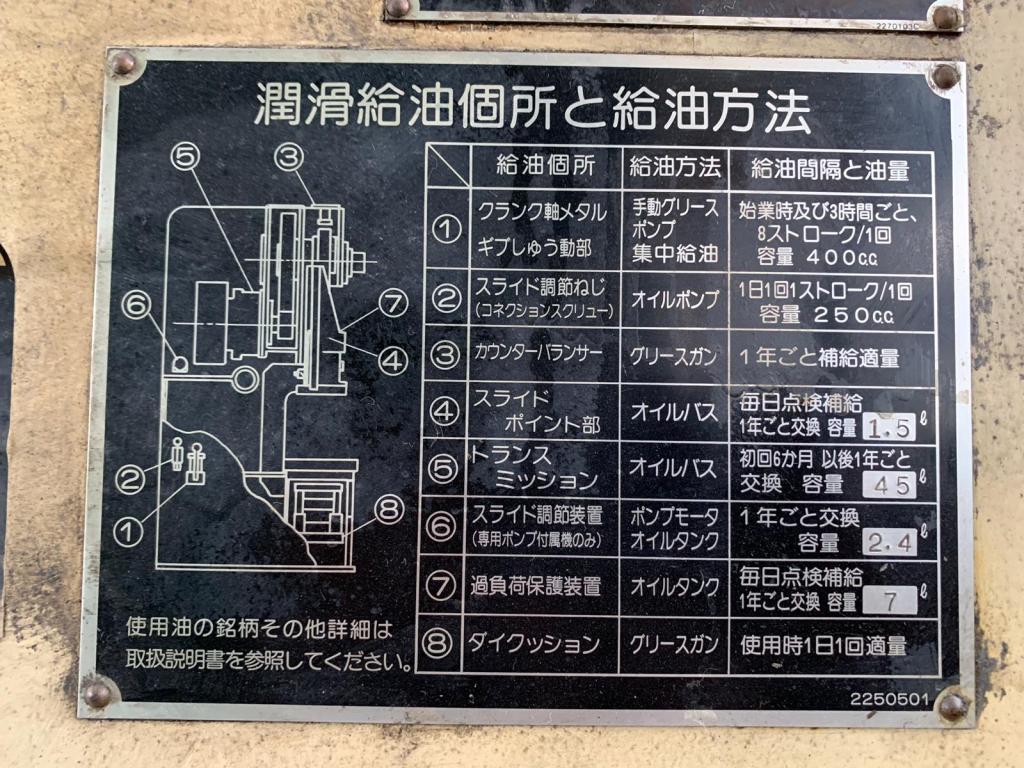 2270103C
潤滑給油個所と給油方法
⑤
③
⑥
⑦
④
②
①
⑧
給油個所 給油方法 給油間隔と油量
① クランク軸メタル
ギブしゅう動部
手動グリース
ポンプ
集中給油
始業時及び3時間ごと、
8ストローク/1回
容量 400C.C
② スライド調節ねじ
(コネクションスクリュー)
オイルポンプ
1日1回1ストローク/1回
容量 250C.C
③ カウンターバランサー グリースガン 1年ごと補給適量
④ スライド
ポイント部
オイルバス
毎日点検補給
1年ごと交換 容量 1.5 ℓ
⑤ トランス
ミッション
オイルバス
初回6か月 以後1年ごと
交換 容量 45 ℓ
⑥ スライド調節装置
(専用ポンプ付属機のみ)
ポンプモータ
オイルタンク
1年ごと交換
容量 2.4 ℓ
⑦ 過負荷保護装置 オイルタンク
毎日点検補給
1年ごと交換 容量 7 ℓ
⑧ ダイクッション グリースガン 使用時1日1回適量
使用油の銘柄その他詳細は
取扱説明書を参照してください。
2250501